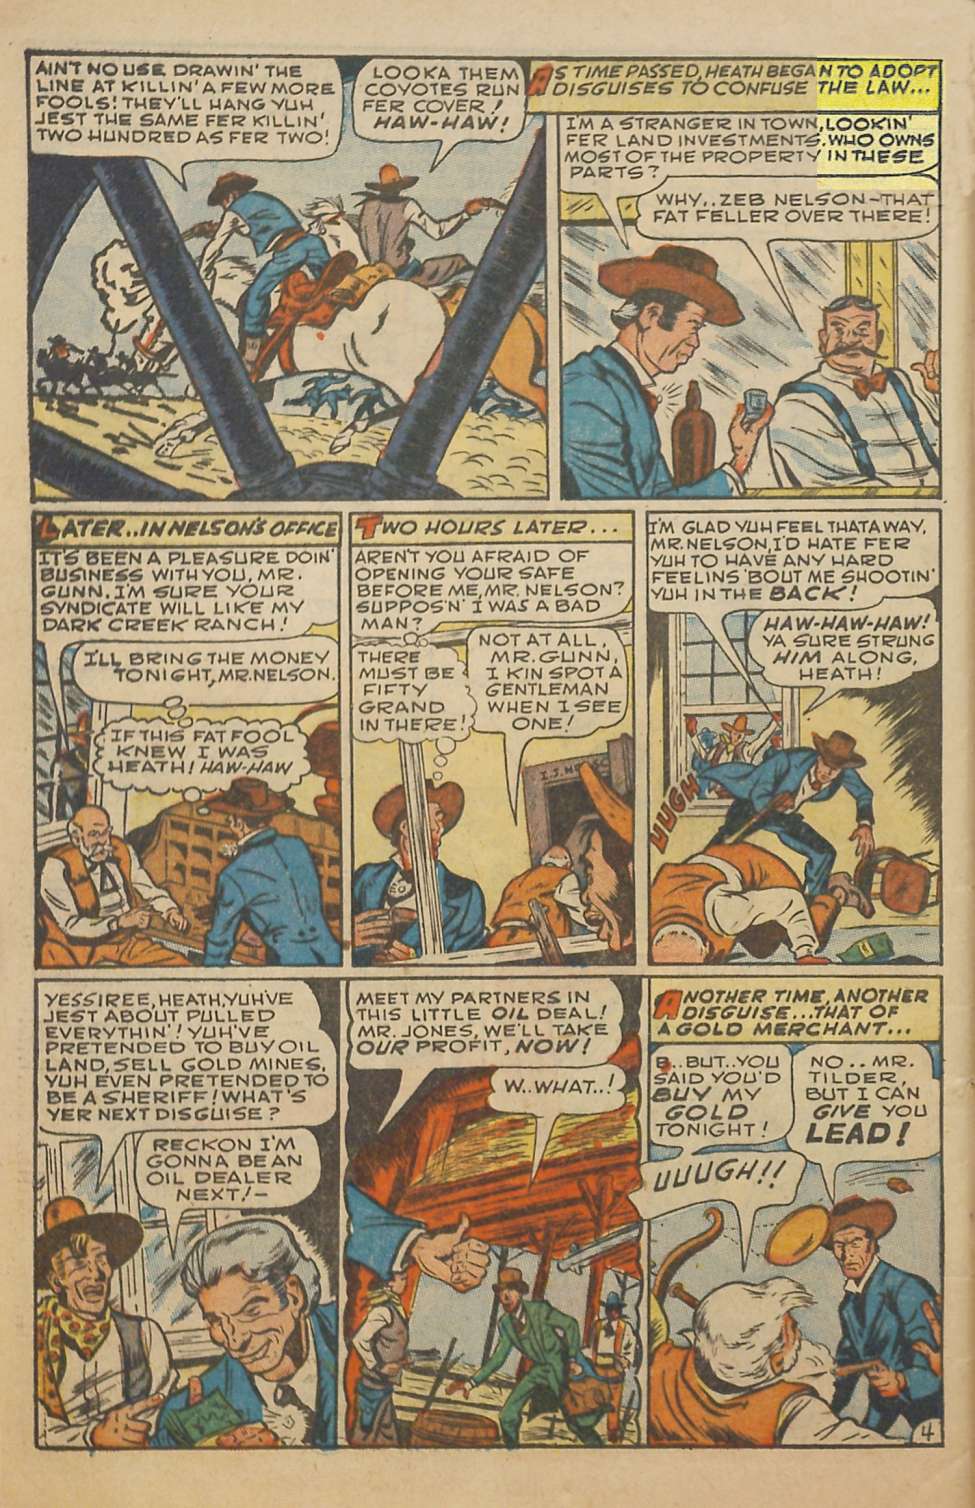 AIN'T NO USE DRAWIN' THE
LINE AT KILLIN' A FEW MORE
FOOLS! THEY'LL HANG YUH
JEST THE SAME FER KILLIN'
TWO HUNDRED AS FER TWO!
LOOKA THEM
COYOTES RUN
FER COVER!
HAW-HAW!
AS TIME PASSED, HEATH BEGAN TO ADOPT
DISGUISES TO CONFUSE THE LAW...
I'M A STRANGER IN TOWN, LOOKIN'
FER LAND INVESTMENTS. WHO OWNS
MOST OF THE PROPERTY IN THESE
PARTS?
WHY.. ZEB NELSON-THAT
FAT FELLER OVER THERE!
LATER.. IN NELSON'S OFFICE
IT'S BEEN A PLEASURE DOIN'
BUSINESS WITH YOU, MR.
GUNN. I'M SURE YOUR
SYNDICATE WILL LIKE MY
DARK CREEK RANCH!
I'LL BRING THE MONEY
TONIGHT, MR. NELSON.
IF THIS FAT FOOL
KNEW I WAS
HEATH! HAW-HAW
TWO HOURS LATER...
AREN'T YOU AFRAID OF
OPENING YOUR SAFE
BEFORE ME, MR. NELSON?
SUPPOS'N' I WAS A BAD
MAN?
THERE
MUST BE
FIFTY
GRAND
IN THERE!
NOT AT ALL,
MR. GUNN,
I KIN SPOT A
GENTLEMAN
WHEN I SEE
ONE!
I'M GLAD YUH FEEL THATAWAY,
MR. NELSON, I'D HATE FER
YUH TO HAVE ANY HARD
FEELINS 'BOUT ME SHOOTIN'
YUH IN THE BACK!
HAW-HAW-HAW!
YA SURE STRUNG
HIM ALONG,
HEATH!
UUUGH
YESSIREE, HEATH, YUH'VE
JEST ABOUT PULLED
EVERYTHIN'! YUH'VE
PRETENDED TO BUY OIL
LAND, SELL GOLD MINES,
YUH EVEN PRETENDED TO
BE A SHERIFF! WHAT'S
YER NEXT DISGUISE?
RECKON I'M
GONNA BE AN
OIL DEALER
NEXT!-
MEET MY PARTNERS IN
THIS LITTLE OIL DEAL!
MR. JONES, WE'LL TAKE
OUR PROFIT, NOW!
W..WHAT..!
ANOTHER TIME, ANOTHER
DISGUISE...THAT OF
A GOLD MERCHANT...
B..BUT..YOU
SAID YOU'D
BUY MY
GOLD
TONIGHT!
NO.. MR.
TILDER,
BUT I CAN
GIVE YOU
LEAD!
UUUGH!!
4